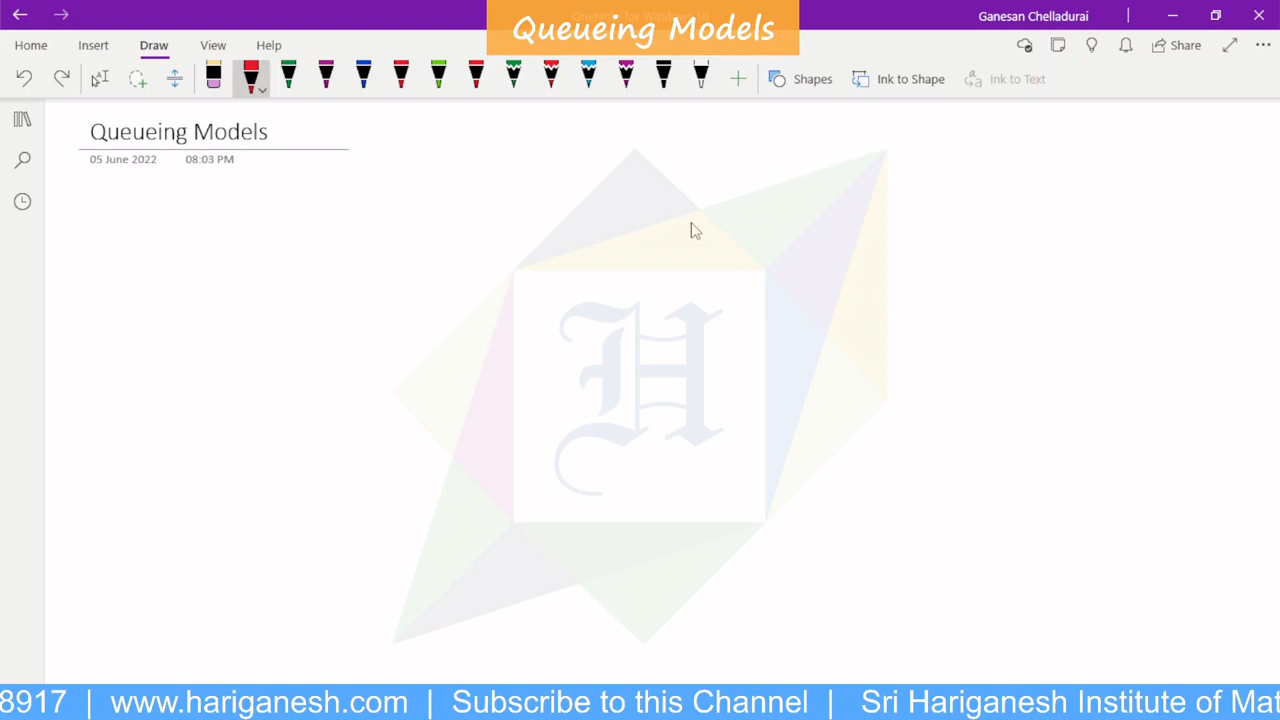 Queueing Models
Ganesan Chelladurai
Home Insert Draw View Help
Share
Shapes
Ink to Shape
Ink to Text
Queueing Models
05 June 2022 08:03 PM
H
8917 | www.hariganesh.com | Subscribe to this Channel | Sri Hariganesh Institute of Mat